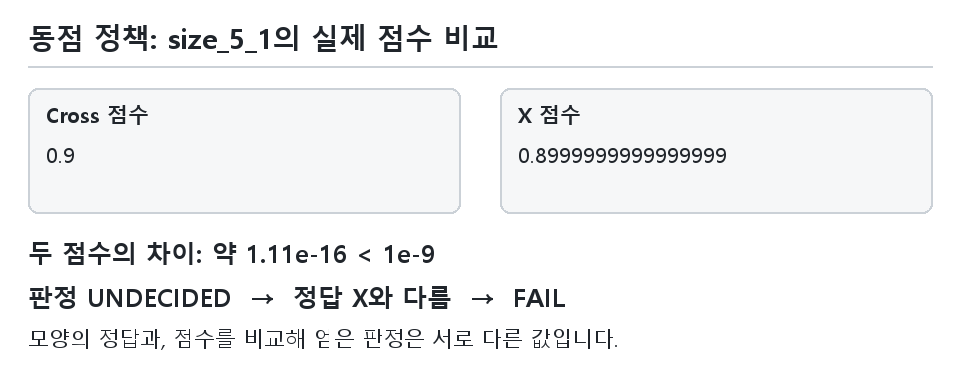 동점 정책: size_5_1의 실제 점수 비교
Cross 점수
0.9
X 점수
0.8999999999999999
두 점수의 차이: 약 1.11e-16 < 1e-9
판정 UNDECIDED → 정답 X와 다름 → FAIL
모양의 정답과, 점수를 비교해 얻은 판정은 서로 다른 값입니다.